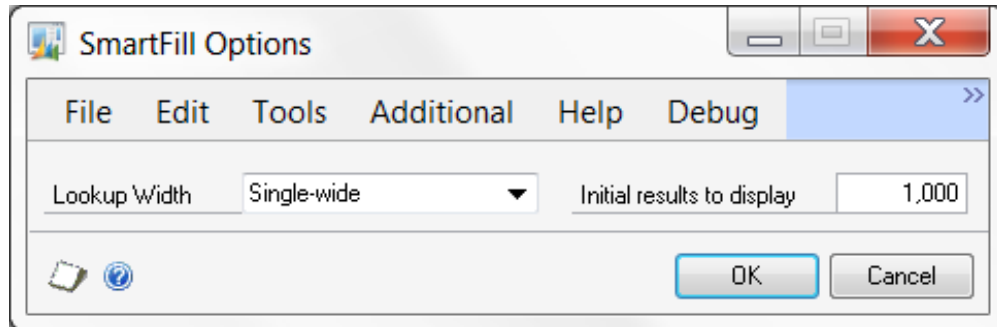 SmartFill Options
File Edit Tools Additional Help Debug
Lookup Width Single-wide Initial results to display 1,000
OK Cancel